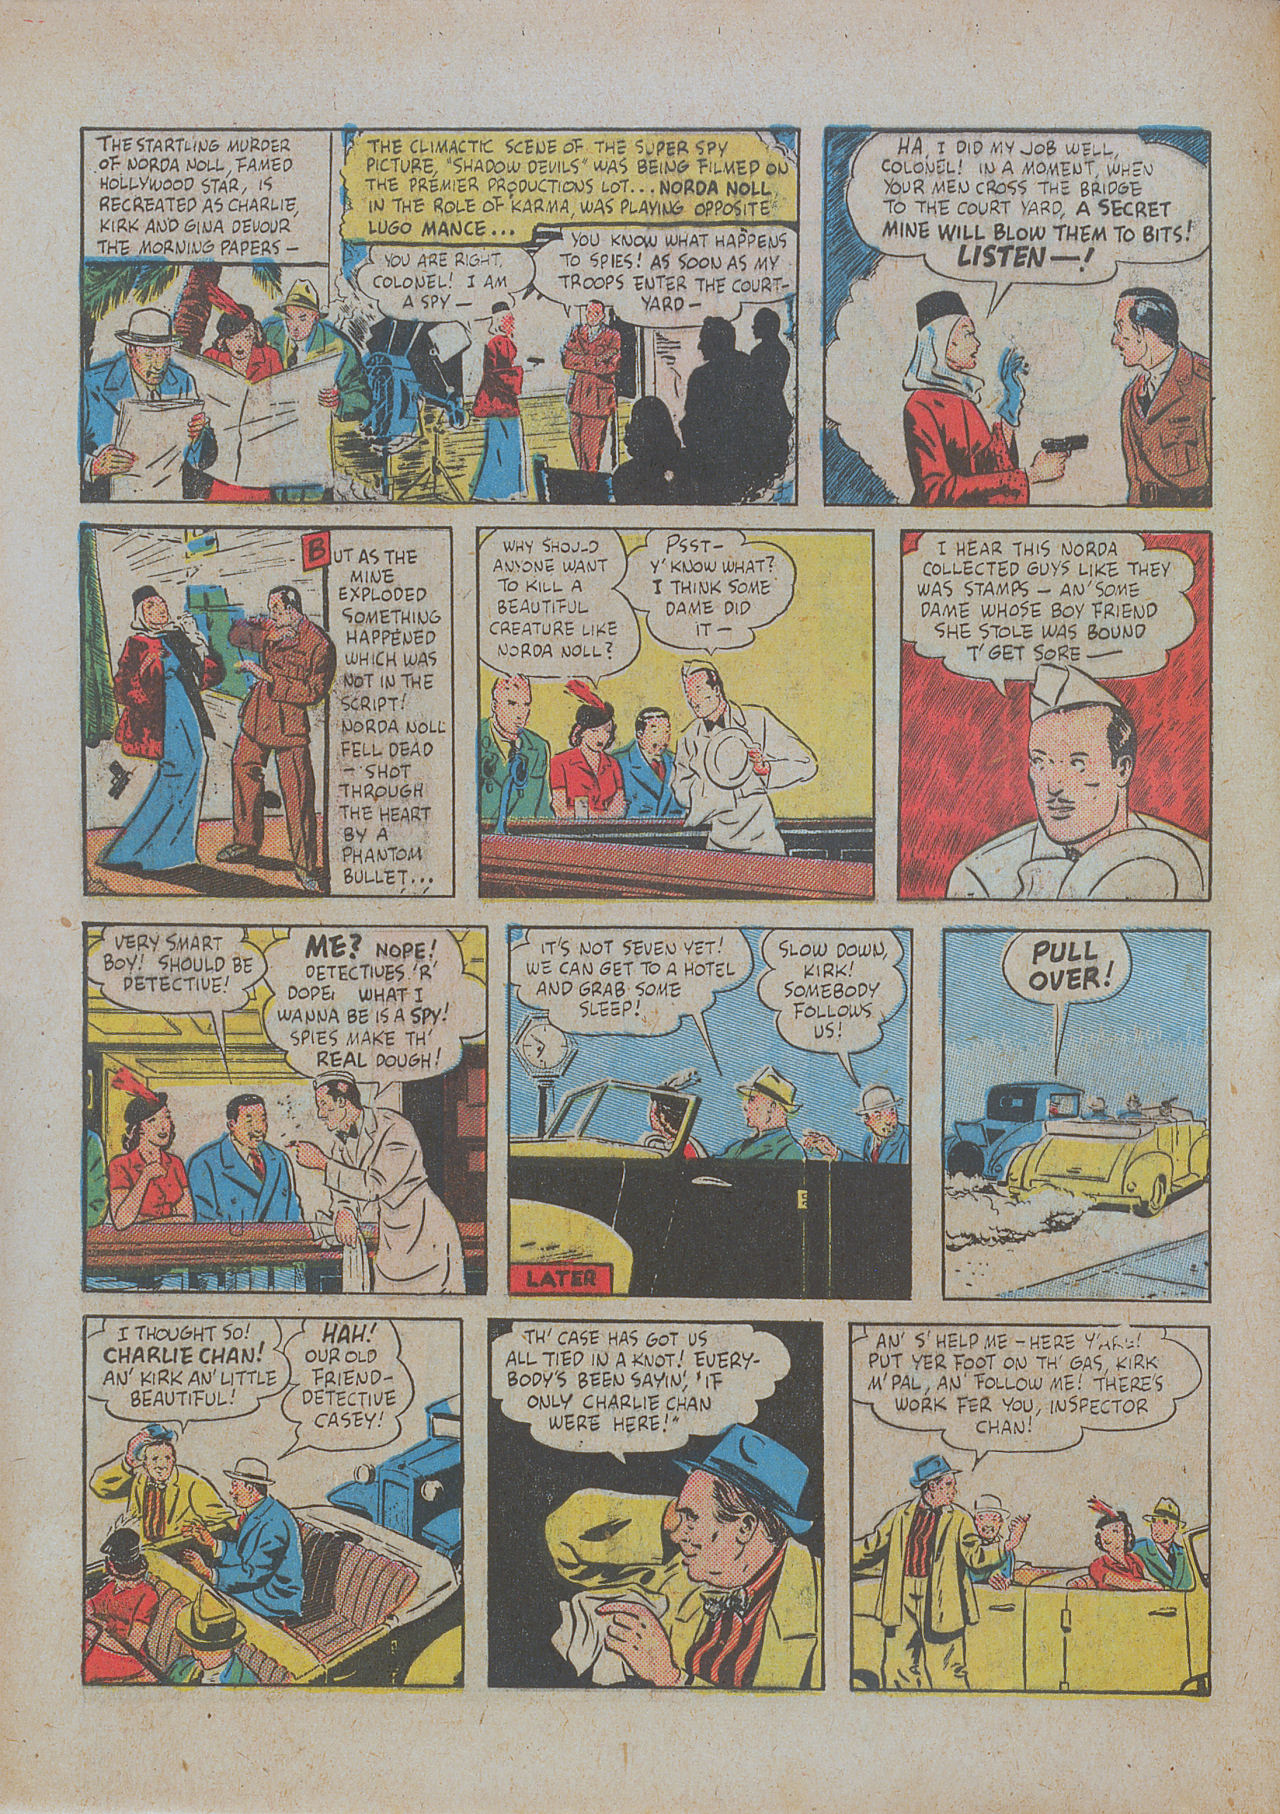 THE STARTLING MURDER
OF NORDA NOLL, FAMED
HOLLYWOOD STAR, IS
RECREATED AS CHARLIE,
KIRK AND GINA DEVOUR
THE MORNING PAPERS —
THE CLIMACTIC SCENE OF THE SUPER SPY
PICTURE, "SHADOW DEVILS" WAS BEING FILMED ON
THE PREMIER PRODUCTIONS LOT... NORDA NOLL,
IN THE ROLE OF KARMA, WAS PLAYING OPPOSITE
LUGO MANCE...
YOU ARE RIGHT,
COLONEL! I AM
A SPY —
YOU KNOW WHAT HAPPENS
TO SPIES! AS SOON AS MY
TROOPS ENTER THE COURT-
YARD —
HA, I DID MY JOB WELL,
COLONEL! IN A MOMENT, WHEN
YOUR MEN CROSS THE BRIDGE
TO THE COURT YARD, A SECRET
MINE WILL BLOW THEM TO BITS!
LISTEN —!
BUT AS THE
MINE
EXPLODED
SOMETHING
HAPPENED
WHICH WAS
NOT IN THE
SCRIPT!
NORDA NOLL
FELL DEAD
— SHOT
THROUGH
THE HEART
BY A
PHANTOM
BULLET...
WHY SHOULD
ANYONE WANT
TO KILL A
BEAUTIFUL
CREATURE LIKE
NORDA NOLL?
PSST—
Y'KNOW WHAT?
I THINK SOME
DAME DID
IT —
I HEAR THIS NORDA
COLLECTED GUYS LIKE THEY
WAS STAMPS — AN' SOME
DAME WHOSE BOY FRIEND
SHE STOLE WAS BOUND
T' GET SORE —
VERY SMART
BOY! SHOULD BE
DETECTIVE!
ME? NOPE!
DETECTIVES 'R'
DOPE! WHAT I
WANNA BE IS A SPY!
SPIES MAKE TH'
REAL DOUGH!
IT'S NOT SEVEN YET!
WE CAN GET TO A HOTEL
AND GRAB SOME
SLEEP!
SLOW DOWN,
KIRK!
SOMEBODY
FOLLOWS
US!
LATER
PULL
OVER!
I THOUGHT SO!
CHARLIE CHAN!
AN' KIRK AN' LITTLE
BEAUTIFUL!
HAH!
OUR OLD
FRIEND—
DETECTIVE
CASEY!
TH' CASE HAS GOT US
ALL TIED IN A KNOT! EVERY-
BODY'S BEEN SAYIN', "IF
ONLY CHARLIE CHAN
WERE HERE!"
AN' S'HELP ME — HERE Y'ARE!
PUT YER FOOT ON TH' GAS, KIRK
M'PAL, AN' FOLLOW ME! THERE'S
WORK FER YOU, INSPECTOR
CHAN!